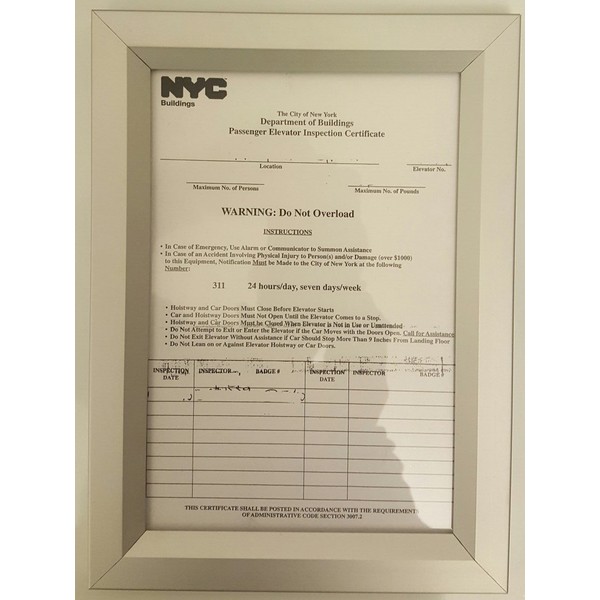 NYC
Buildings
The City of New York
Department of Buildings
Passenger Elevator Inspection Certificate
Location
Elevator No.
Maximum No. of Persons
Maximum No. of Pounds
WARNING: Do Not Overload
INSTRUCTIONS
• In Case of Emergency, Use Alarm or Communicator to Summon Assistance
• In Case of an Accident Involving Physical Injury to Person(s) and/or Damage (over $1000)
to this Equipment, Notification Must be Made to the City of New York at the following
Number:
311 24 hours/day, seven days/week
• Hoistway and Car Doors Must Close Before Elevator Starts
• Car and Hoistway Doors Must Not Open Until the Elevator Comes to a Stop.
• Hoistway and Car Doors Must be Closed When Elevator is Not in Use or Unattended
• Do Not Attempt to Exit or Enter the Elevator if the Car Moves with the Doors Open. Call for Assistance
• Do Not Exit Elevator Without Assistance if Car Should Stop More Than 9 Inches From Landing Floor
• Do Not Lean on or Against Elevator Hoistway or Car Doors.
INSPECTION DATE INSPECTOR BADGE # INSPECTION DATE INSPECTOR BADGE #
THIS CERTIFICATE SHALL BE POSTED IN ACCORDANCE WITH THE REQUIREMENT
OF ADMINISTRATIVE CODE SECTION 3007.2